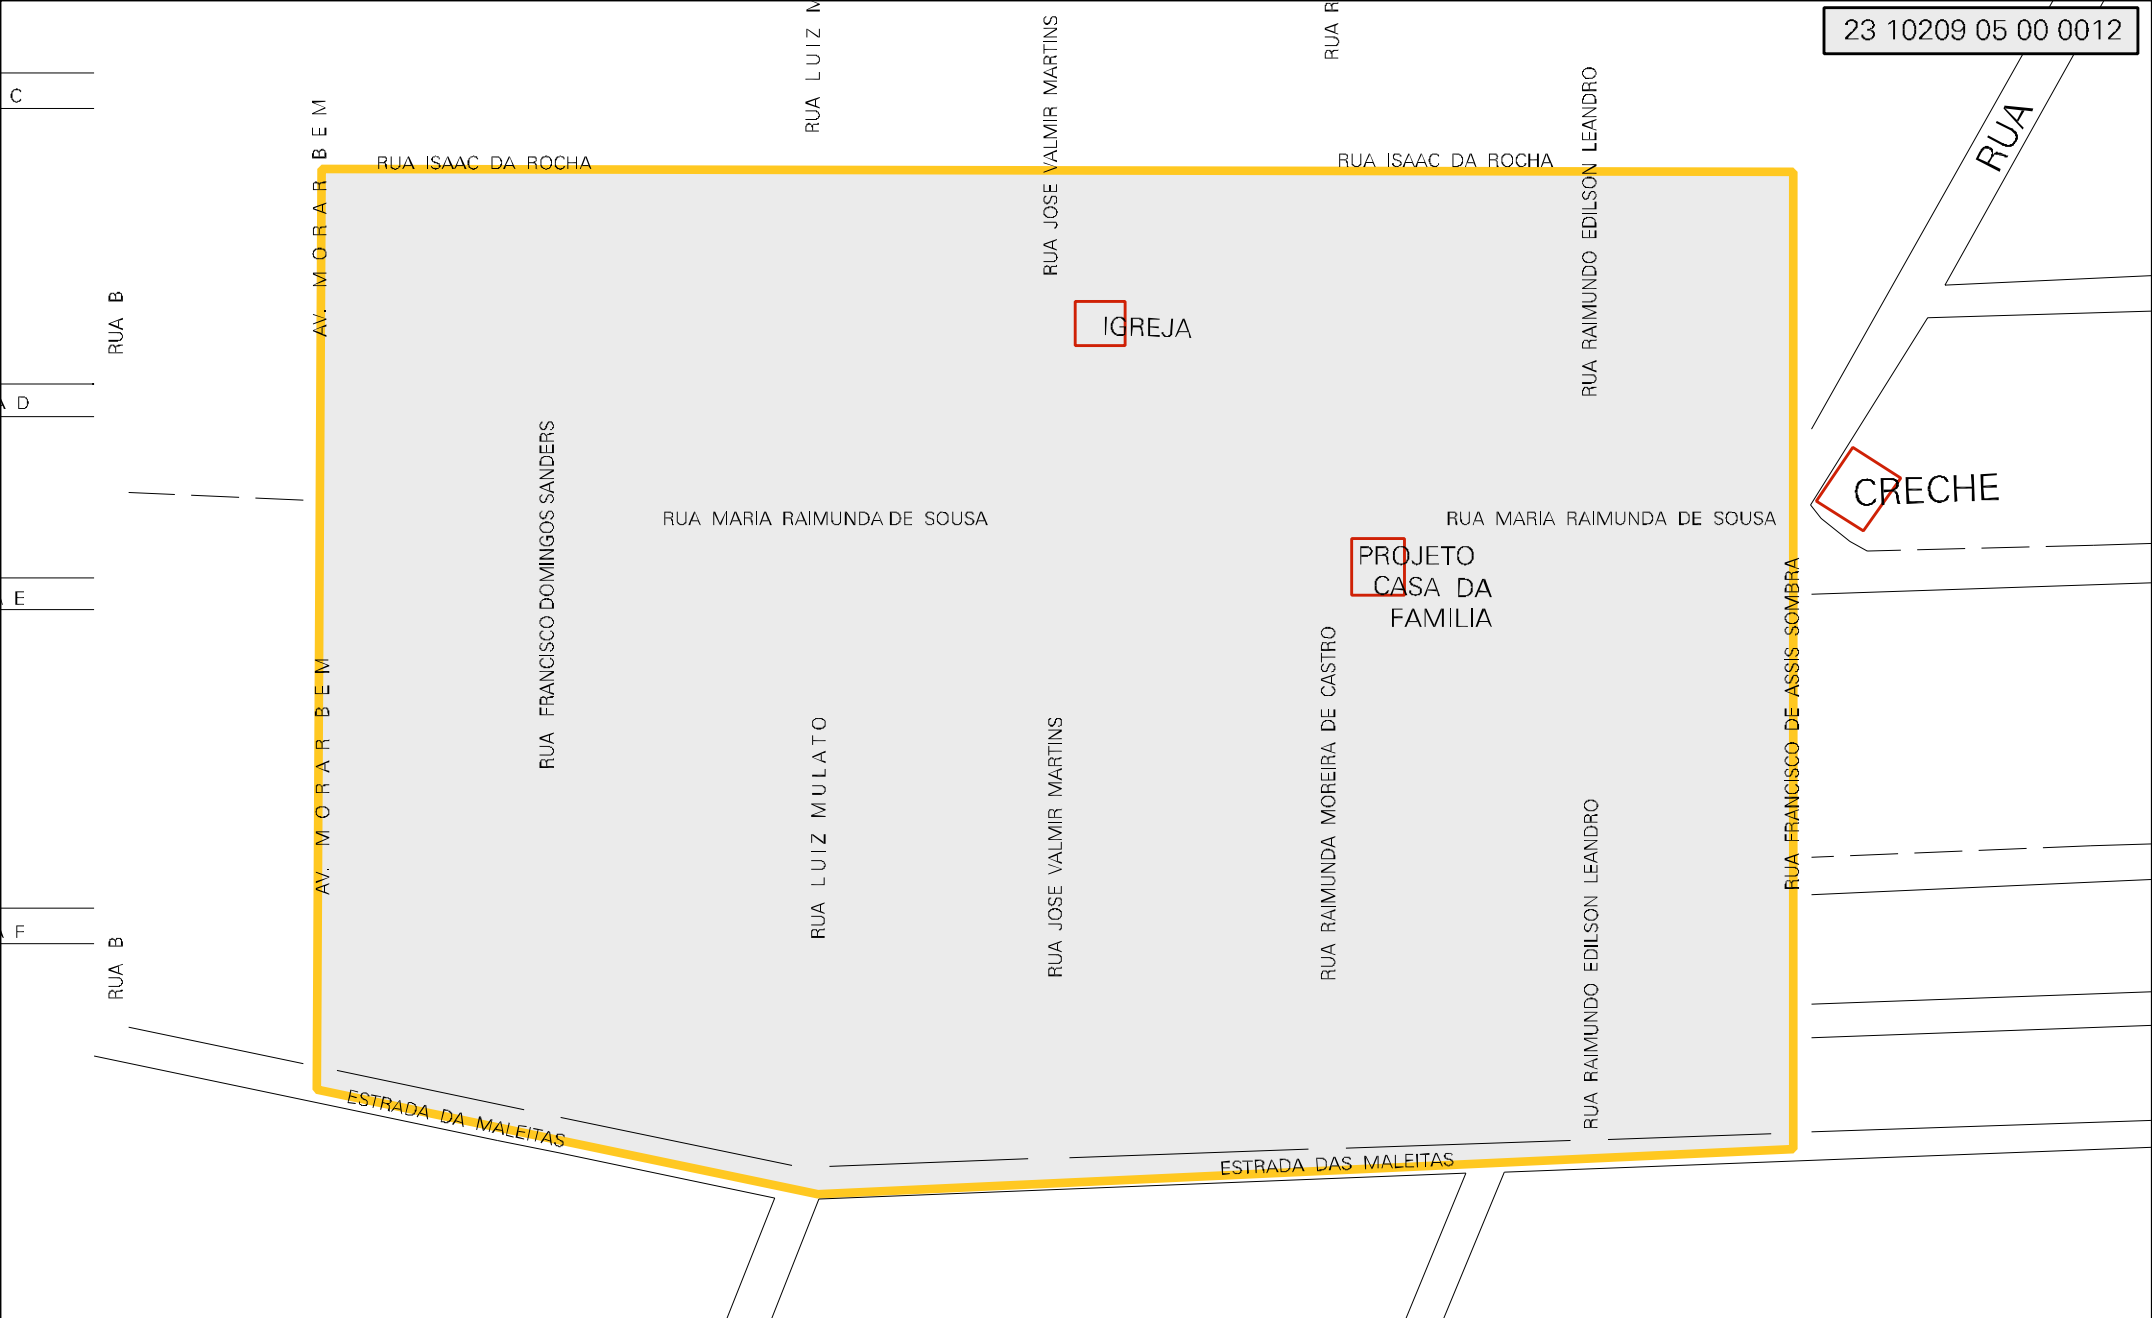 23 10209 05 00 0012
RUA LUIZ M
RUA JOSE VALMIR MARTINS
RUA R
RUA RAIMUNDO EDILSON LEANDRO
RUA
C
AV. MORAR BEM
RUA ISAAC DA ROCHA
RUA ISAAC DA ROCHA
RUA B
IGREJA
D
RUA FRANCISCO DOMINGOS SANDERS
CRECHE
RUA MARIA RAIMUNDA DE SOUSA
RUA MARIA RAIMUNDA DE SOUSA
PROJETO
CASA DA
FAMILIA
E
AV. MORAR BEM
RUA LUIZ MULATO
RUA JOSE VALMIR MARTINS
RUA RAIMUNDA MOREIRA DE CASTRO
RUA RAIMUNDO EDILSON LEANDRO
RUA FRANCISCO DE ASSIS SOMBRA
F
RUA B
ESTRADA DA MALEITAS
ESTRADA DAS MALEITAS